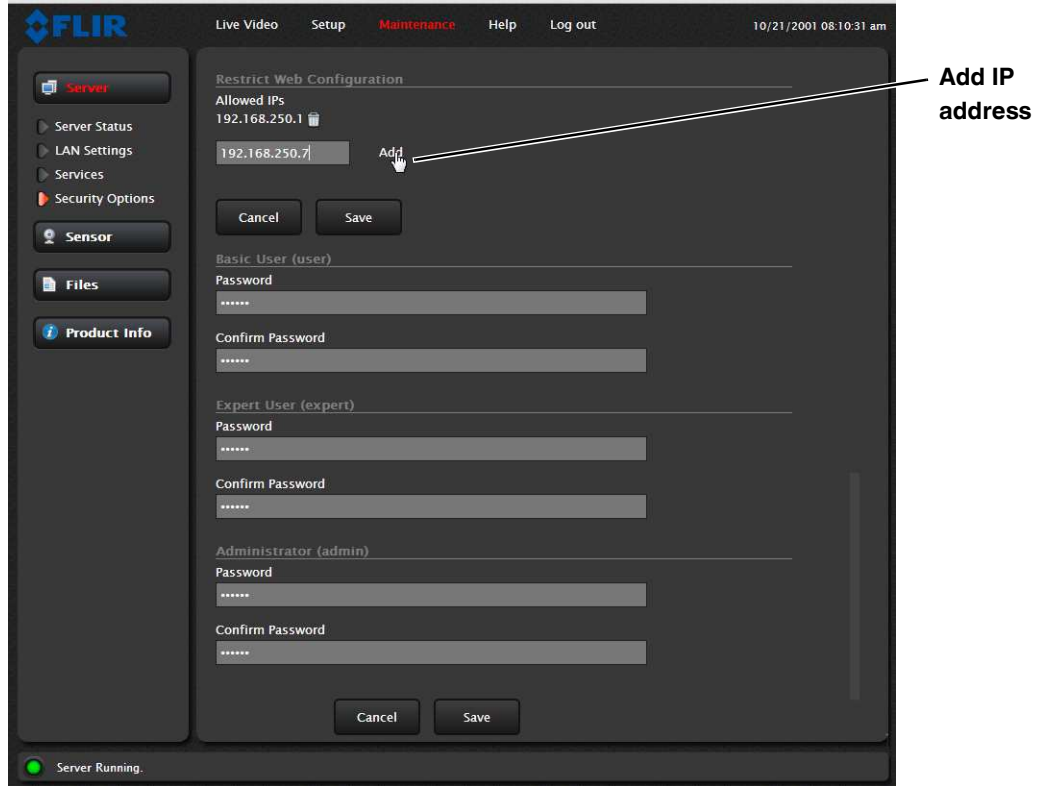 FLIR
Live Video Setup Maintenance Help Log out 10/21/2001 08:10:31 am
Server
Server Status
LAN Settings
Services
Security Options
Sensor
Files
Product Info
Restrict Web Configuration
Allowed IPs
192.168.250.1
192.168.250.7 Add
Cancel Save
Basic User (user)
Password
••••••
Confirm Password
••••••
Expert User (expert)
Password
••••••
Confirm Password
••••••
Administrator (admin)
Password
••••••
Confirm Password
••••••
Cancel Save
Server Running.
Add IP
address